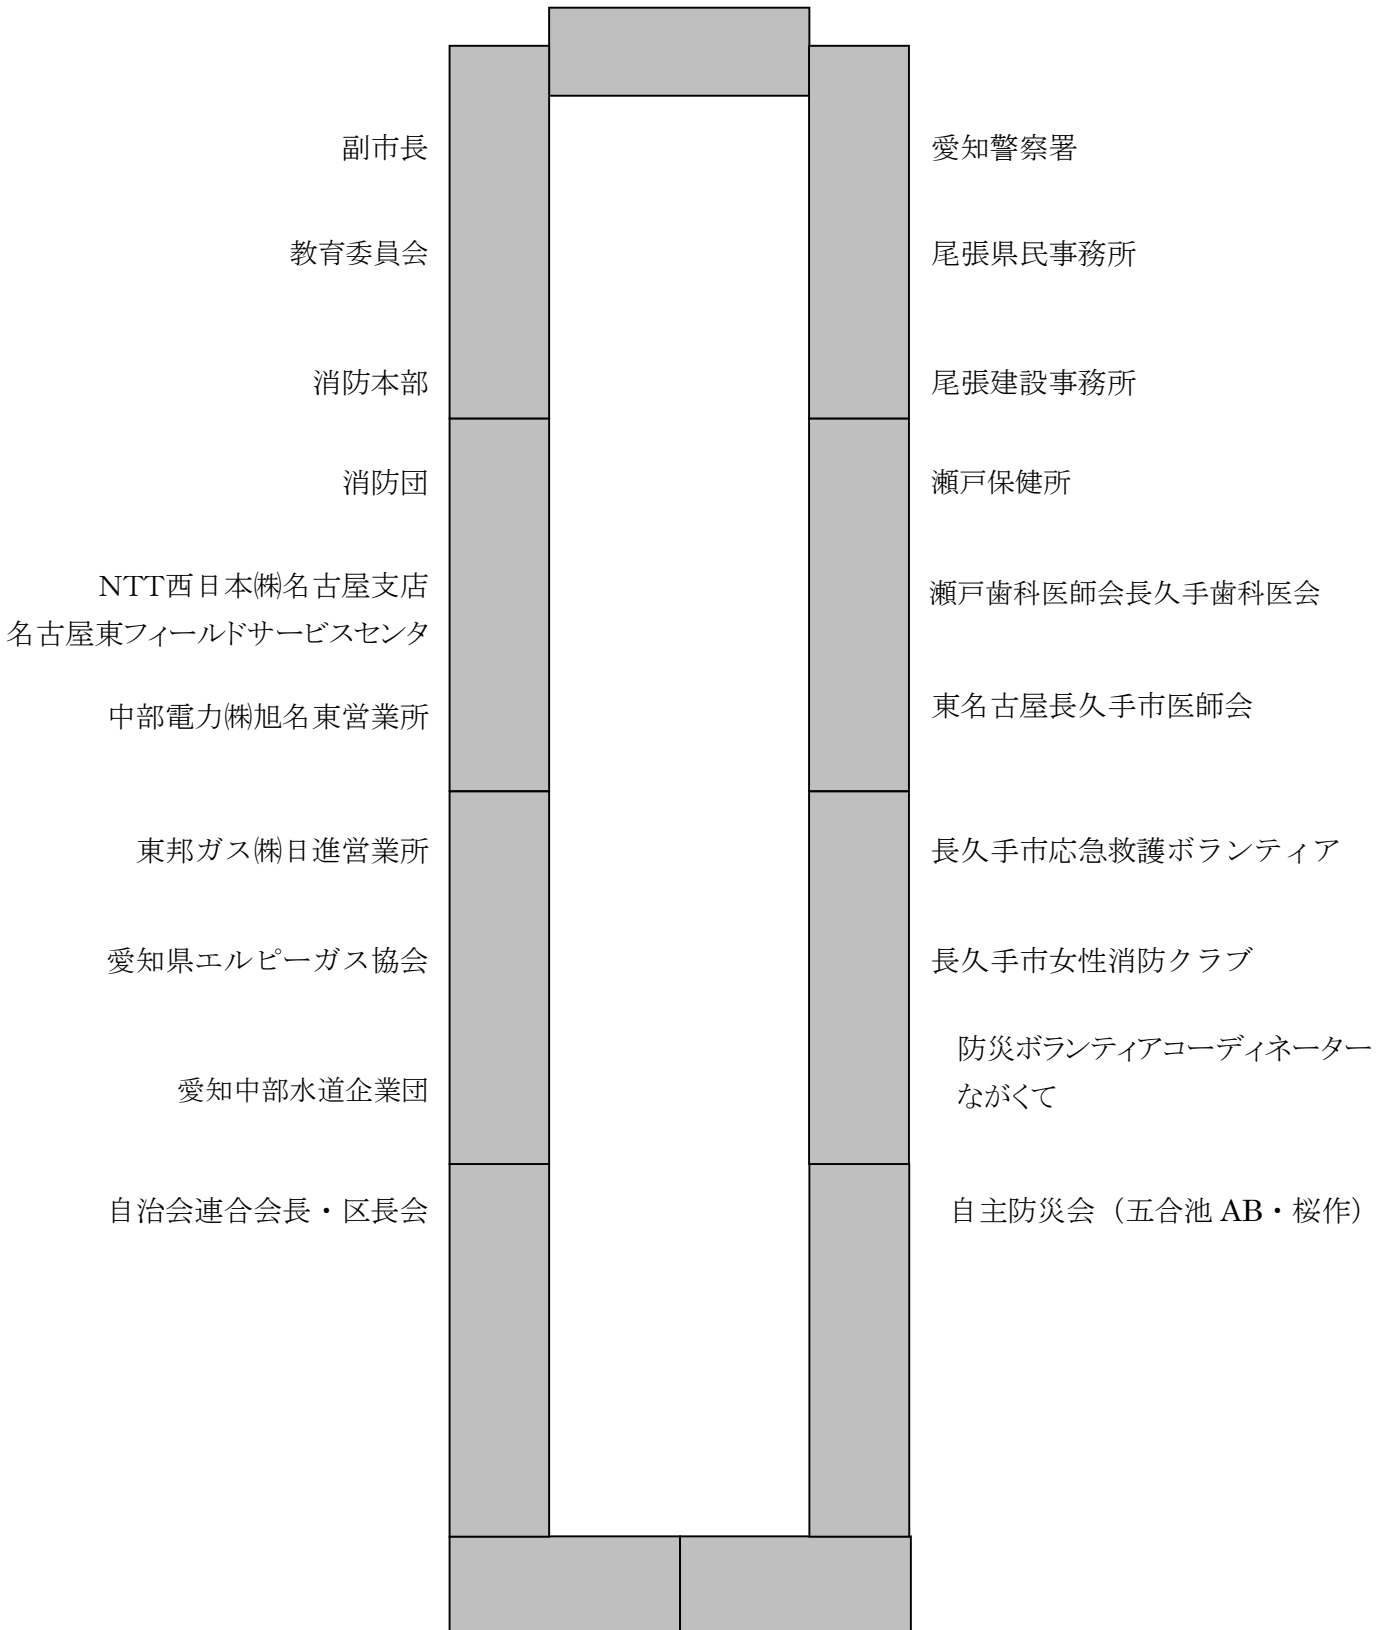 副市長
愛知警察署
教育委員会
尾張県民事務所
消防本部
尾張建設事務所
消防団
瀬戸保健所
NTT西日本㈱名古屋支店
名古屋東フィールドサービスセンタ
瀬戸歯科医師会長久手歯科医会
中部電力㈱旭名東営業所
東名古屋長久手市医師会
東邦ガス㈱日進営業所
長久手市応急救護ボランティア
愛知県エルピーガス協会
長久手市女性消防クラブ
愛知中部水道企業団
防災ボランティアコーディネーター
ながくて
自治会連合会長・区長会
自主防災会（五合池 AB・桜作）